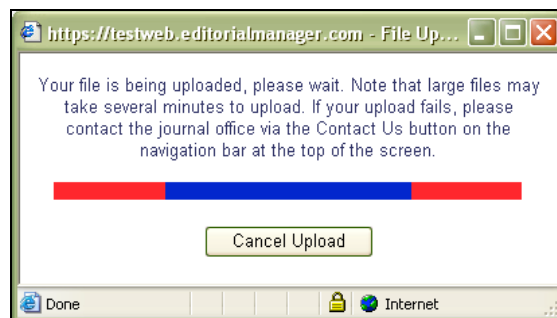 https://testweb.editorialmanager.com - File Up...
Your file is being uploaded, please wait. Note that large files may
take several minutes to upload. If your upload fails, please
contact the journal office via the Contact Us button on the
navigation bar at the top of the screen.
Cancel Upload
Done
Internet